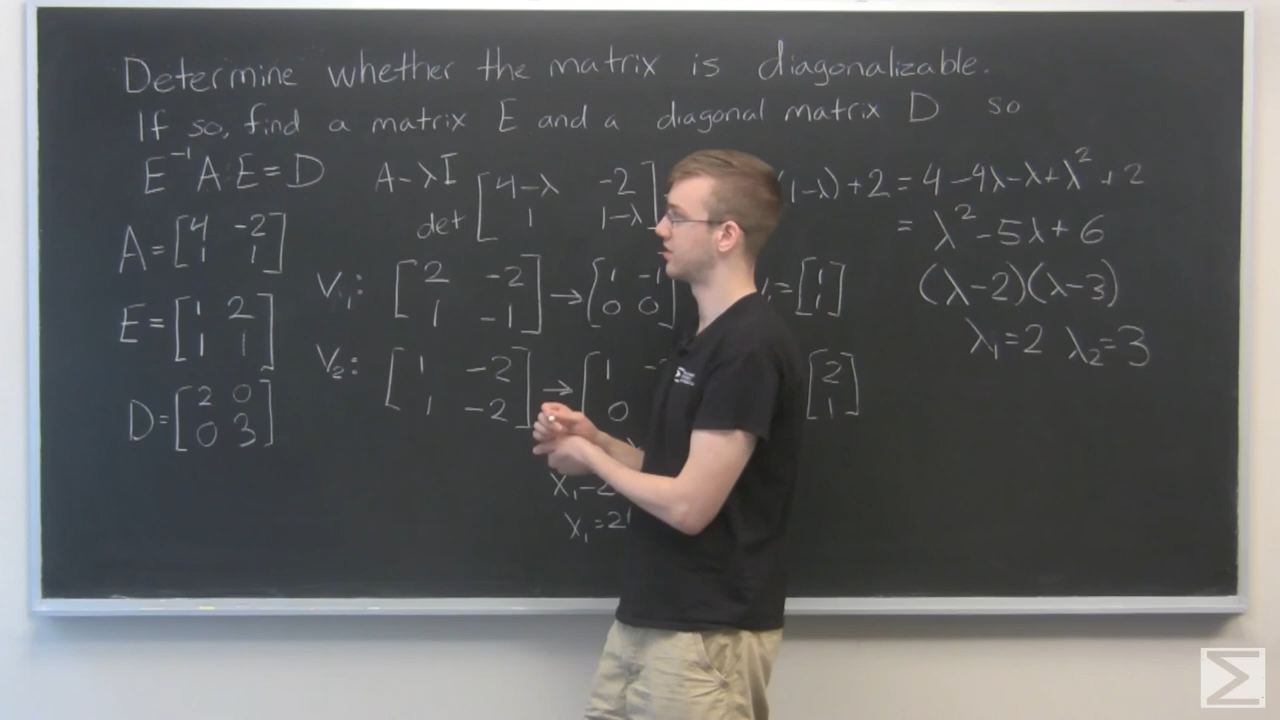 Determine whether the matrix is diagonalizable.
If so, find a matrix E and a diagonal matrix D so
E⁻¹A·E=D
A-λI
det [4-λ -2]
[1 1-λ]
(1-λ)+2=4-4λ-λ+λ²+2
=λ²-5λ+6
(λ-2)(λ-3)
λ₁=2 λ₂=3
A=[4 -2]
[1 1]
E=[1 2]
[1 1]
D=[2 0]
[0 3]
V₁: [2 -2] → [1 -1] =[1]
[1 -1] [0 0] [1]
V₂: [1 -2] → [1 - [2]
[1 -2] [0 [1]
x₁-2
x₁=2
Σ